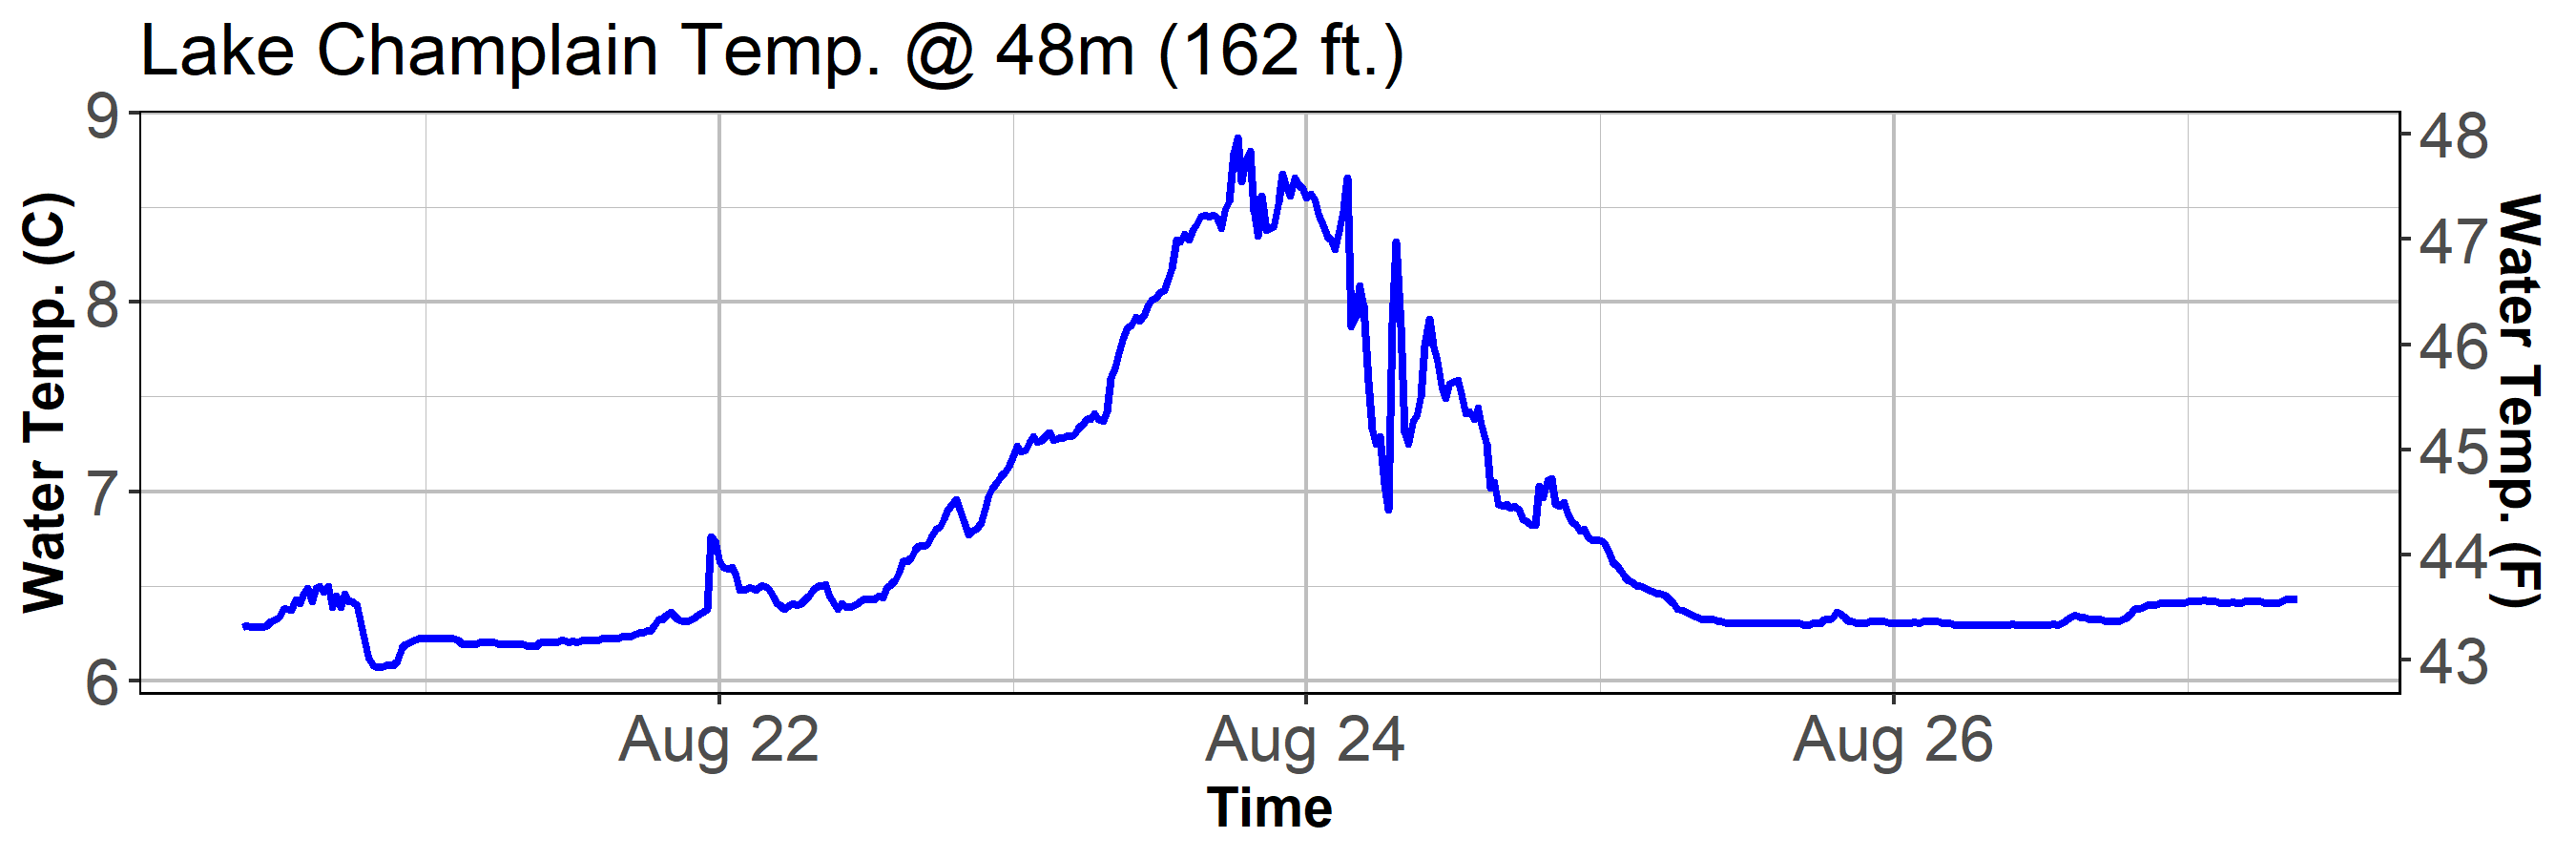 Lake Champlain Temp. @ 48m (162 ft.)
Water Temp. (C)
9
8
7
6
48
47
46
45
44
43
Water Temp. (F)
Aug 22 Aug 24 Aug 26
Time